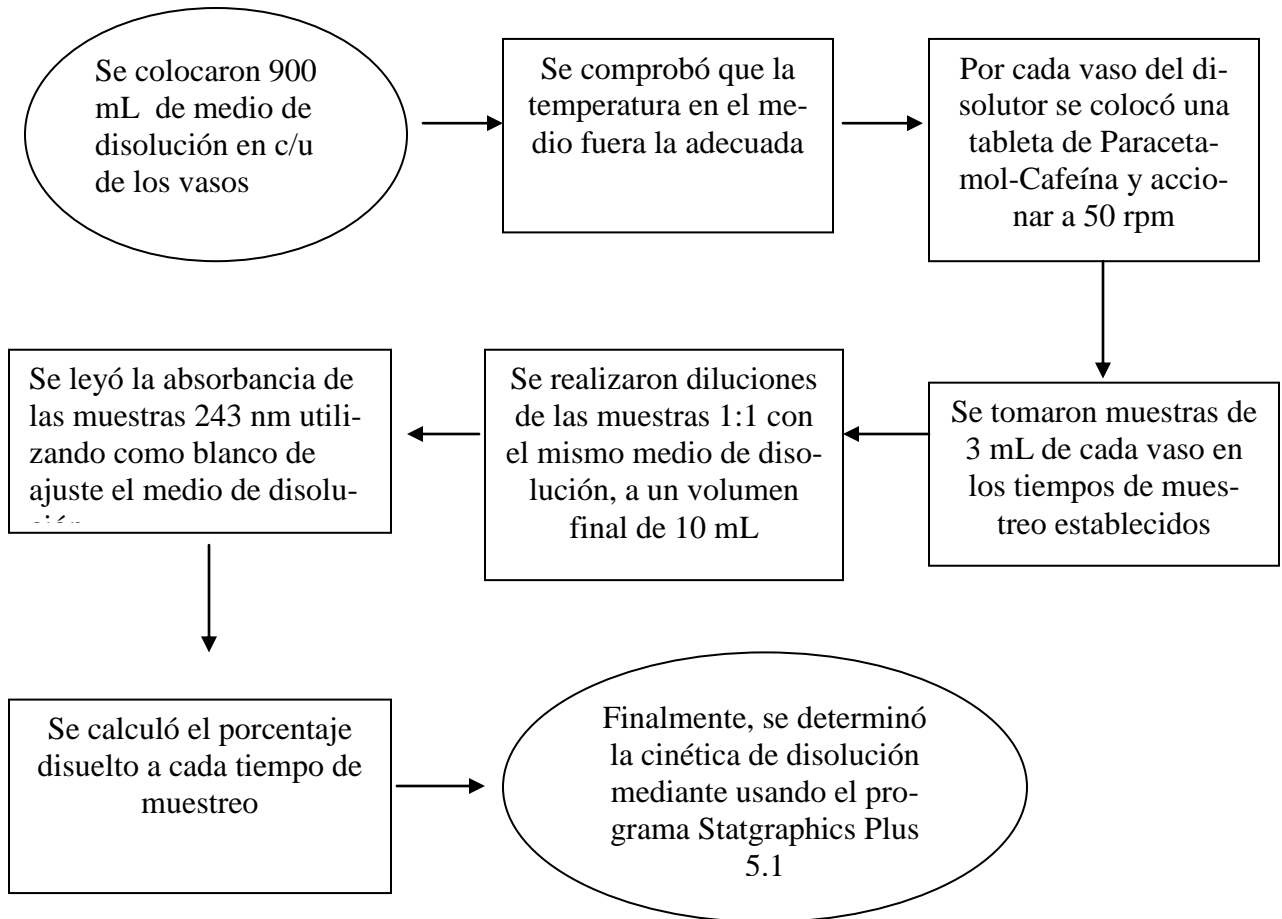 Se colocaron 900
mL de medio de
disolución en c/u
de los vasos
Se comprobó que la
temperatura en el me-
dio fuera la adecuada
Por cada vaso del di-
solutor se colocó una
tableta de Paraceta-
mol-Cafeína y accio-
nar a 50 rpm
Se tomaron muestras de
3 mL de cada vaso en
los tiempos de mues-
treo establecidos
Se realizaron diluciones
de las muestras 1:1 con
el mismo medio de diso-
lución, a un volumen
final de 10 mL
Se leyó la absorbancia de
las muestras 243 nm utili-
zando como blanco de
ajuste el medio de disolu-
Se calculó el porcentaje
disuelto a cada tiempo de
muestreo
Finalmente, se determinó
la cinética de disolución
mediante usando el pro-
grama Statgraphics Plus
5.1